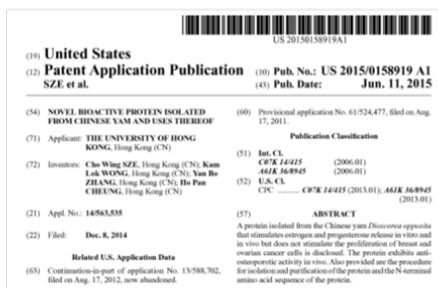 US 20150158919A1
(19) United States
(12) Patent Application Publication (10) Pub. No.: US 2015/0158919 A1
SZE et al. (43) Pub. Date: Jun. 11, 2015
(54) NOVEL BIOACTIVE PROTEIN ISOLATED
FROM CHINESE YAM AND USES THEREOF
(71) Applicant: THE UNIVERSITY OF HONG
KONG, Hong Kong (CN)
(72) Inventors: Cho Wing SZE, Hong Kong (CN); Kam
Lok WONG, Hong Kong (CN); Yan Bo
ZHANG, Hong Kong (CN); Ho Pan
CHEUNG, Hong Kong (CN)
(21) Appl. No.: 14/563,535
(22) Filed: Dec. 8, 2014
Related U.S. Application Data
(63) Continuation-in-part of application No. 13/588,702,
filed on Aug. 17, 2012, now abandoned.
(60) Provisional application No. 61/524,477, filed on Aug.
17, 2011.
Publication Classification
(51) Int. Cl.
C07K 14/415 (2006.01)
A61K 36/8945 (2006.01)
(52) U.S. Cl.
CPC ........ C07K 14/415 (2013.01); A61K 36/8945
(2013.01)
(57) ABSTRACT
A protein isolated from the Chinese yam Dioscorea opposita
that stimulates estrogen and progesterone release in vitro and
in vivo but does not stimulate the proliferation of breast and
ovarian cancer cells is disclosed. The protein exhibits anti-
osteoporotic activity in vivo. Also provided are the procedure
for isolation and purification of the protein and the N-terminal
amino acid sequence of the protein.